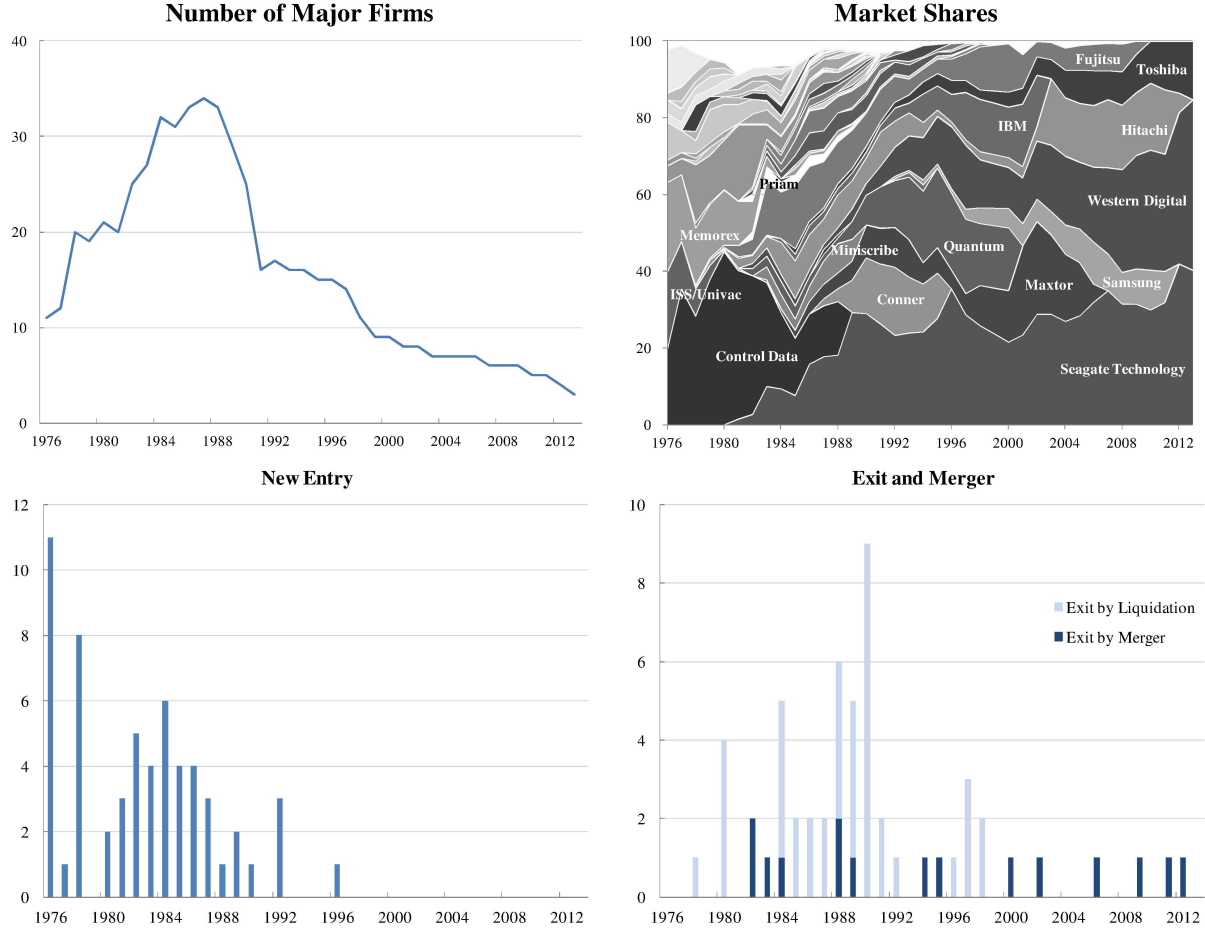 Number of Major Firms
40
30
20
10
0
1976 1980 1984 1988 1992 1996 2000 2004 2008 2012
Market Shares
100
80
60
40
20
0
Fujitsu
Toshiba
IBM
Hitachi
Priam
Western Digital
Memorex
Miniscribe
Quantum
ISS/Univac
Conner
Maxtor
Samsung
Control Data
Seagate Technology
1976 1980 1984 1988 1992 1996 2000 2004 2008 2012
New Entry
12
10
8
6
4
2
0
1976 1980 1984 1988 1992 1996 2000 2004 2008 2012
Exit and Merger
10
8
6
4
2
0
Exit by Liquidation
Exit by Merger
1976 1980 1984 1988 1992 1996 2000 2004 2008 2012